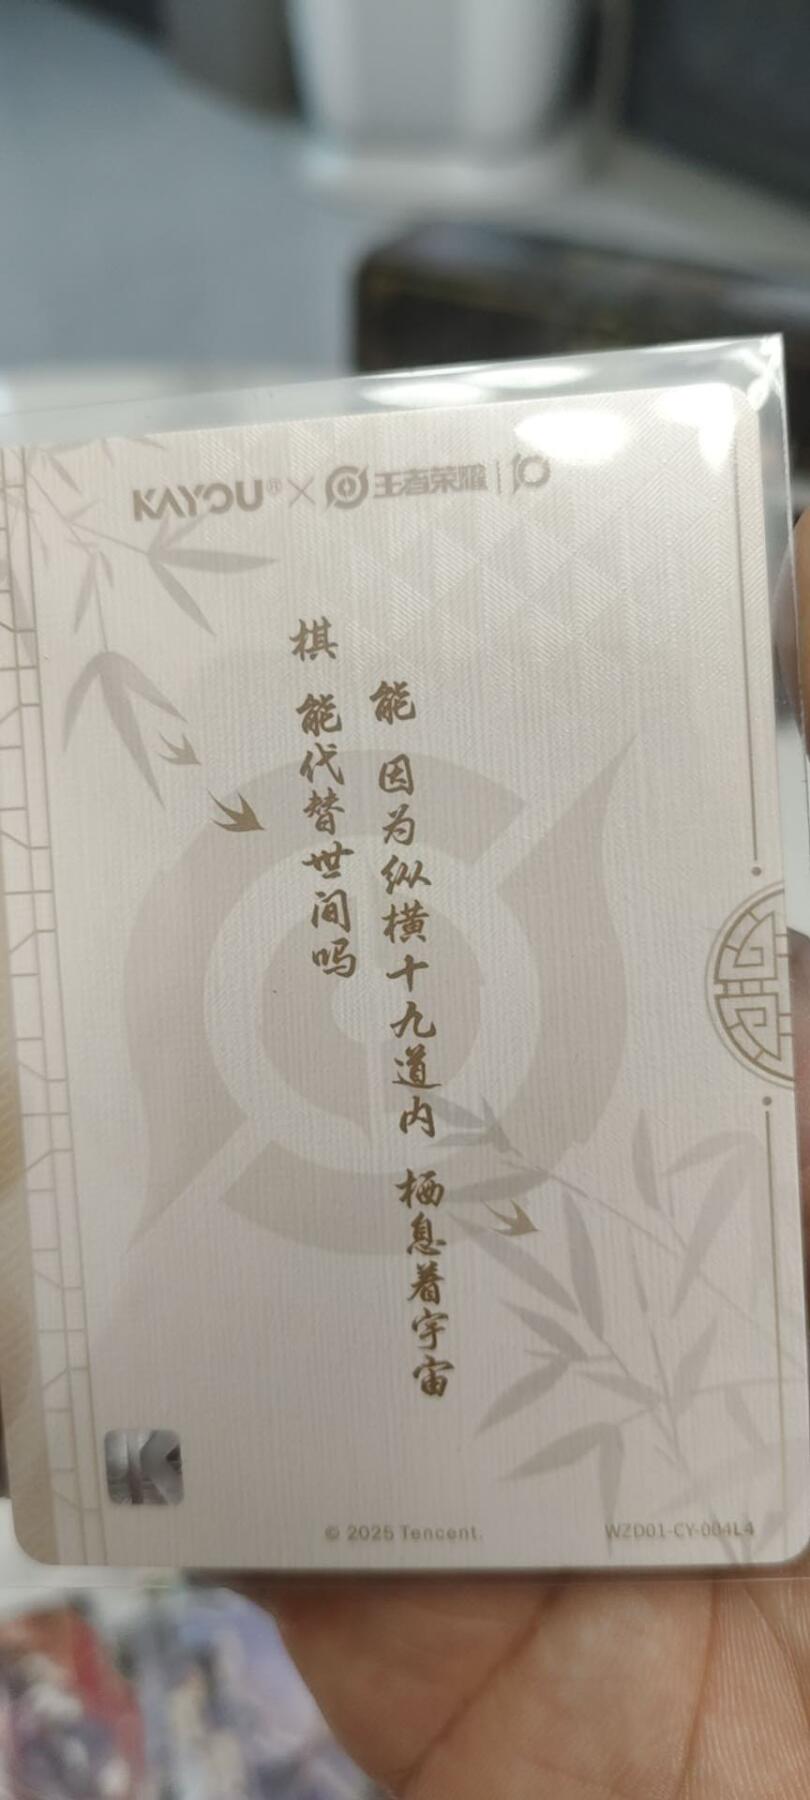 KAYOU® × 王者荣耀 | 10
棋 能代替世间吗
能 因为纵横十九道内 栖息着宇宙
© 2025 Tencent.
WZD01-CY-004L4